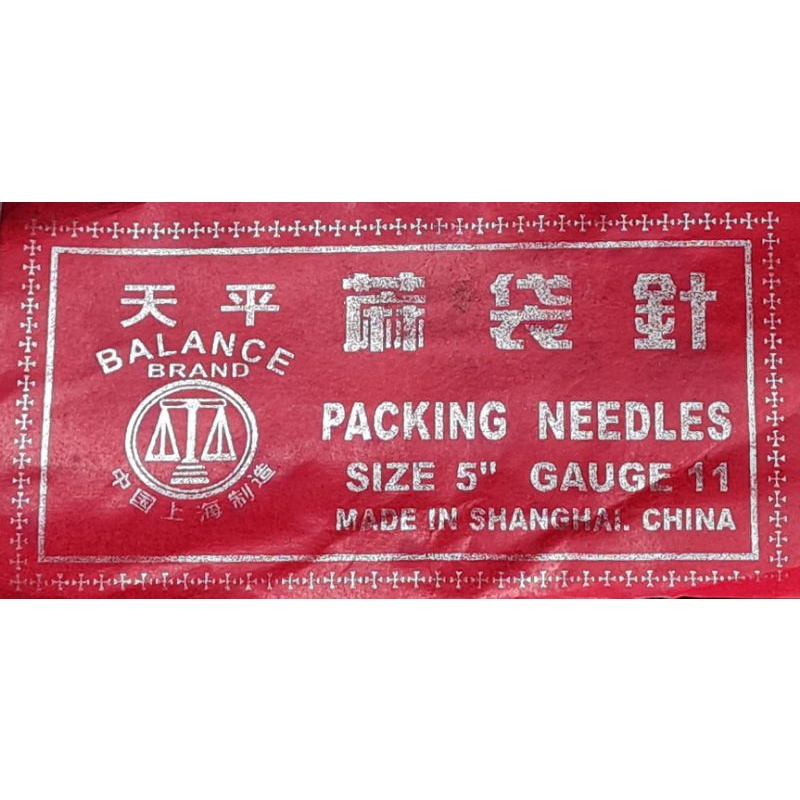 天平
BALANCE
BRAND
中国上海制造
蔴袋針
PACKING NEEDLES
SIZE 5" GAUGE 11
MADE IN SHANGHAI. CHINA